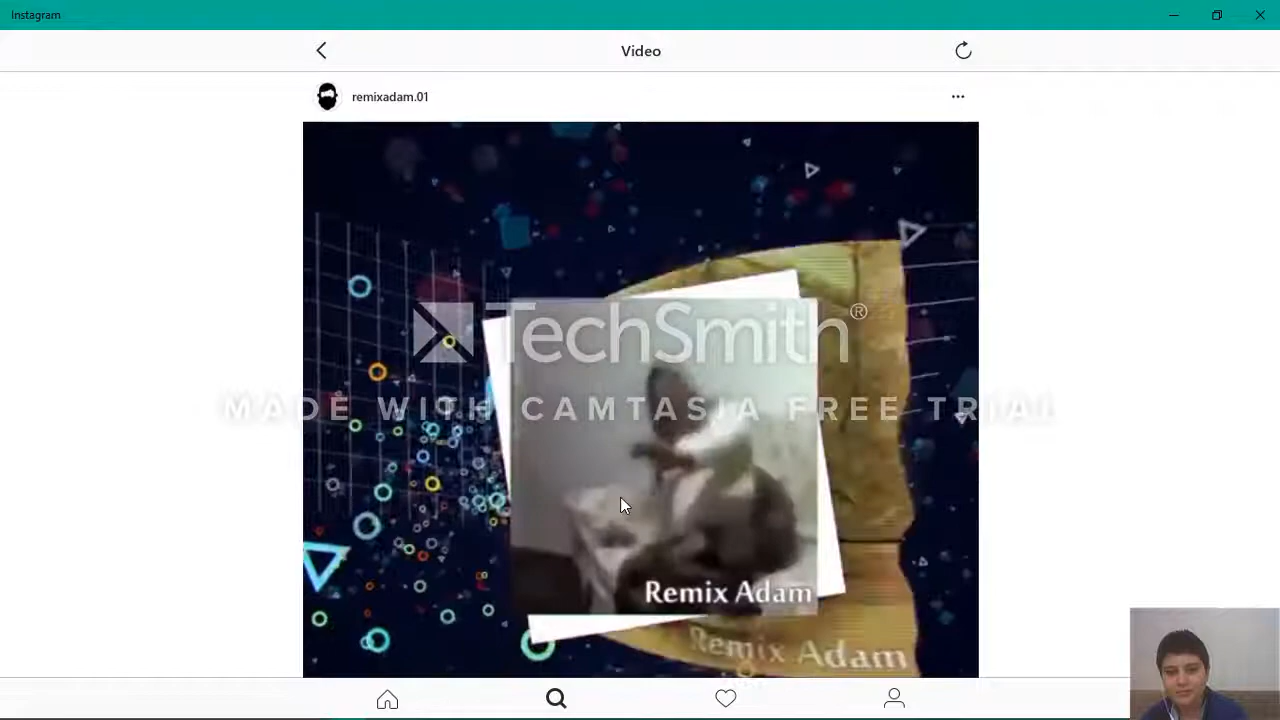 Instagram
Video
remixadam.01
TechSmith®
MADE WITH CAMTASIA FREE TRIAL
Remix Adam
Remix Adam